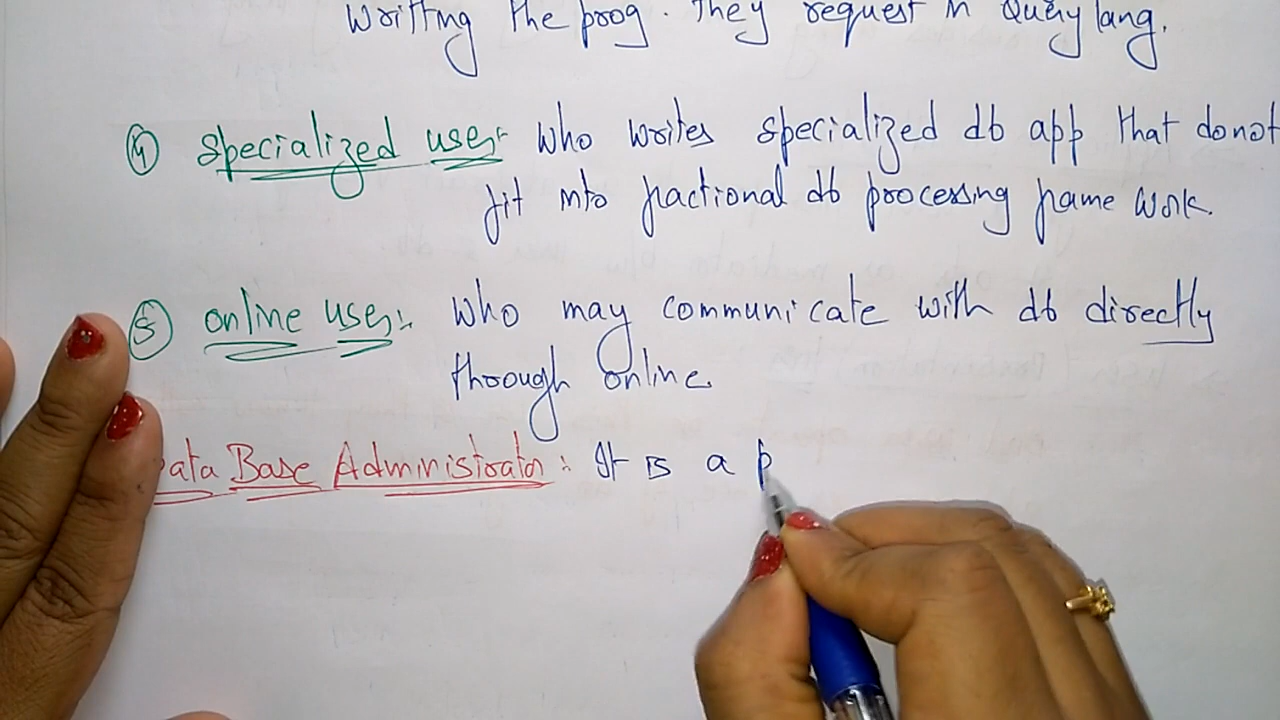 writting the prog. They request in Query lang.
④ specialized user: who writes specialized db app that donot
fit into fractional db processing frame work.
⑤ online user: who may communicate with db directly
through online.
Data Base Administrator: It is a p